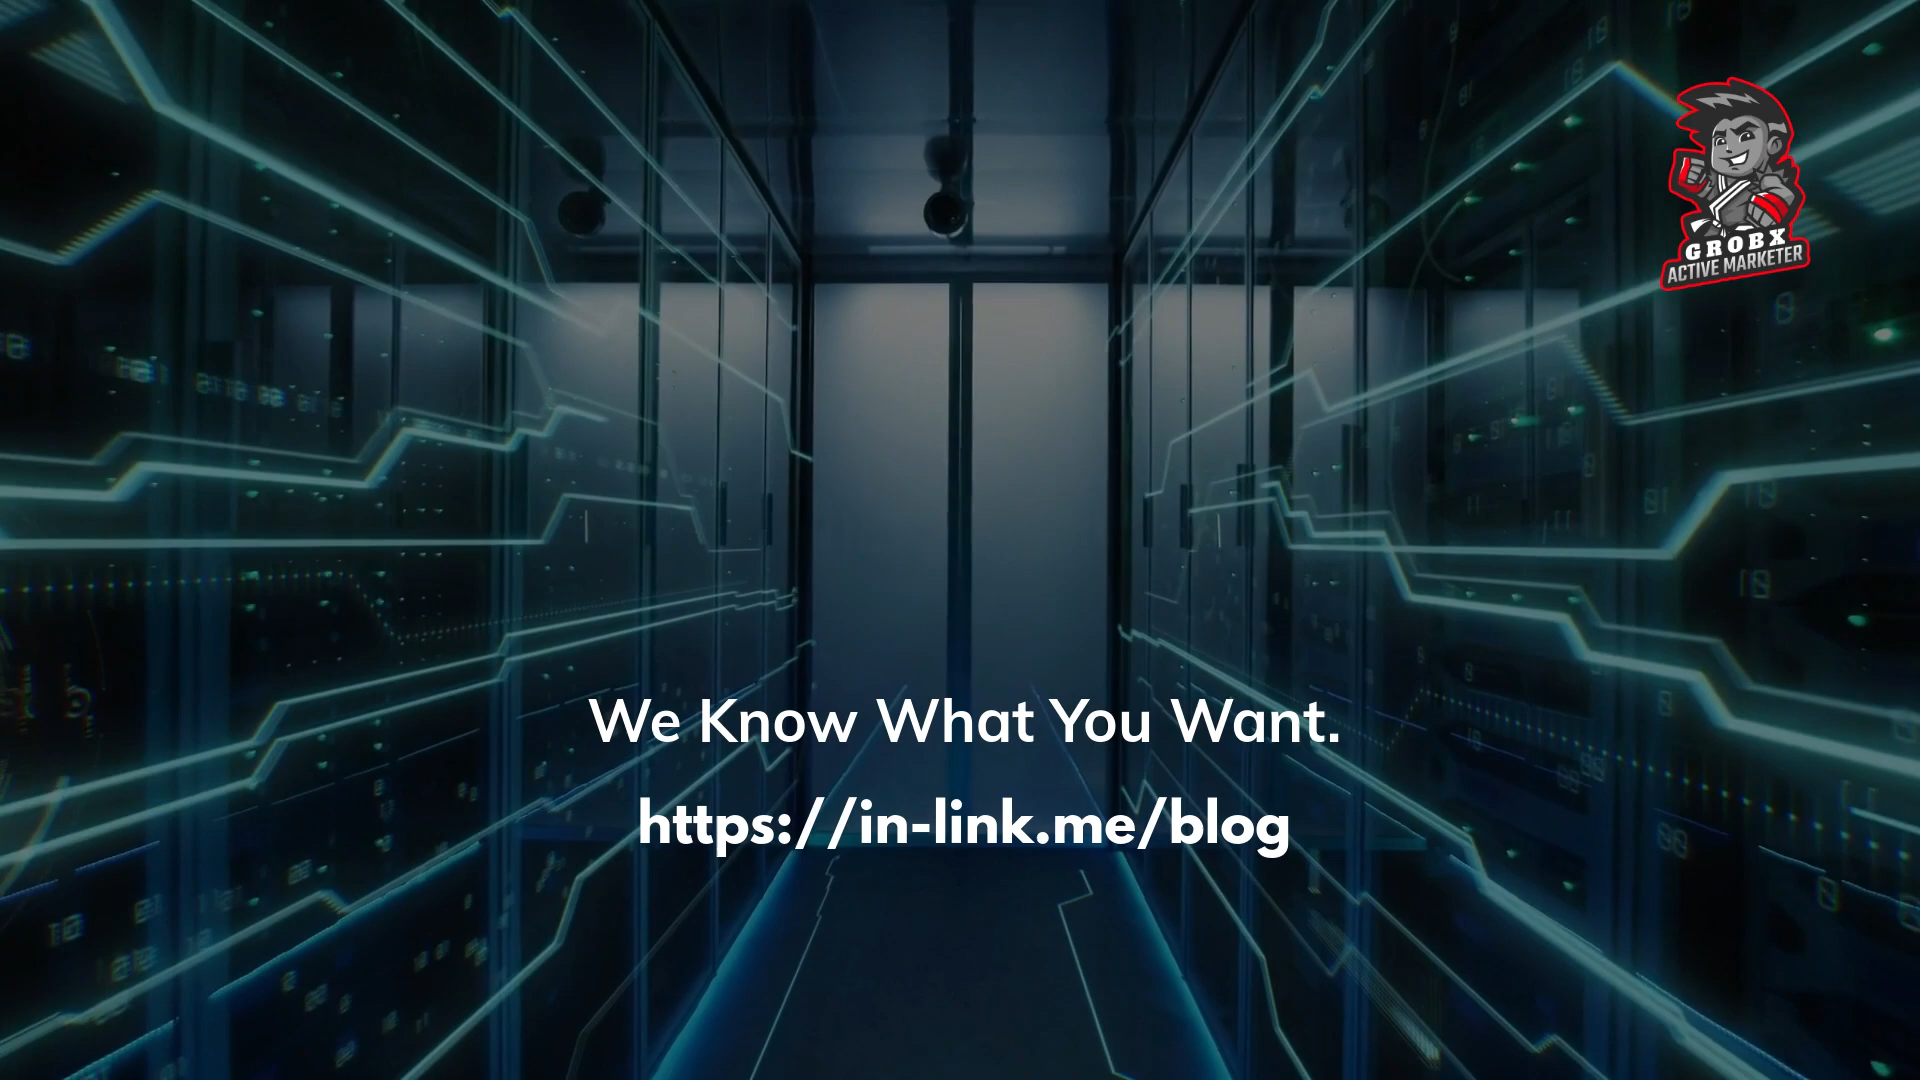 GROBX
ACTIVE MARKETER
We Know What You Want.
https://in-link.me/blog